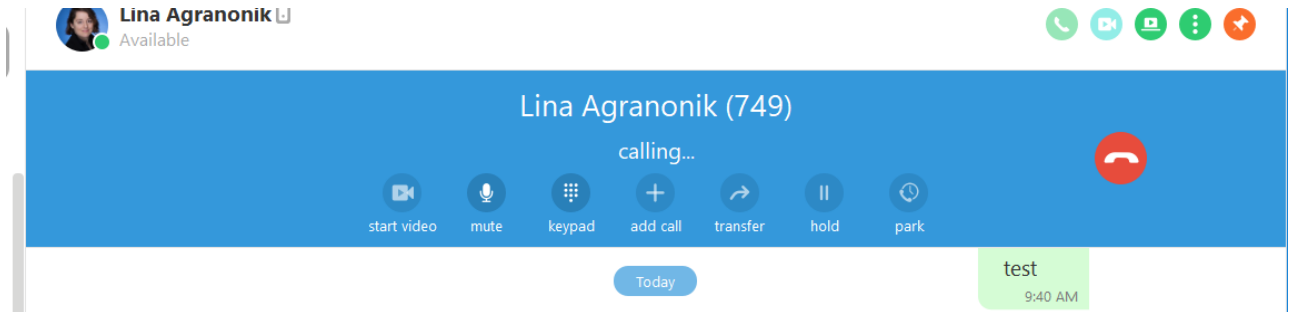 Lina Agranonik
Available
Lina Agranonik (749)
calling...
start video mute keypad add call transfer hold park
Today
test
9:40 AM